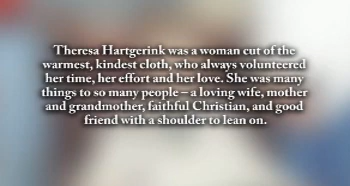 Theresa Hartgerink was a woman cut of the
warmest, kindest cloth, who always volunteered
her time, her effort and her love. She was many
things to so many people – a loving wife, mother
and grandmother, faithful Christian, and good
friend with a shoulder to lean on.